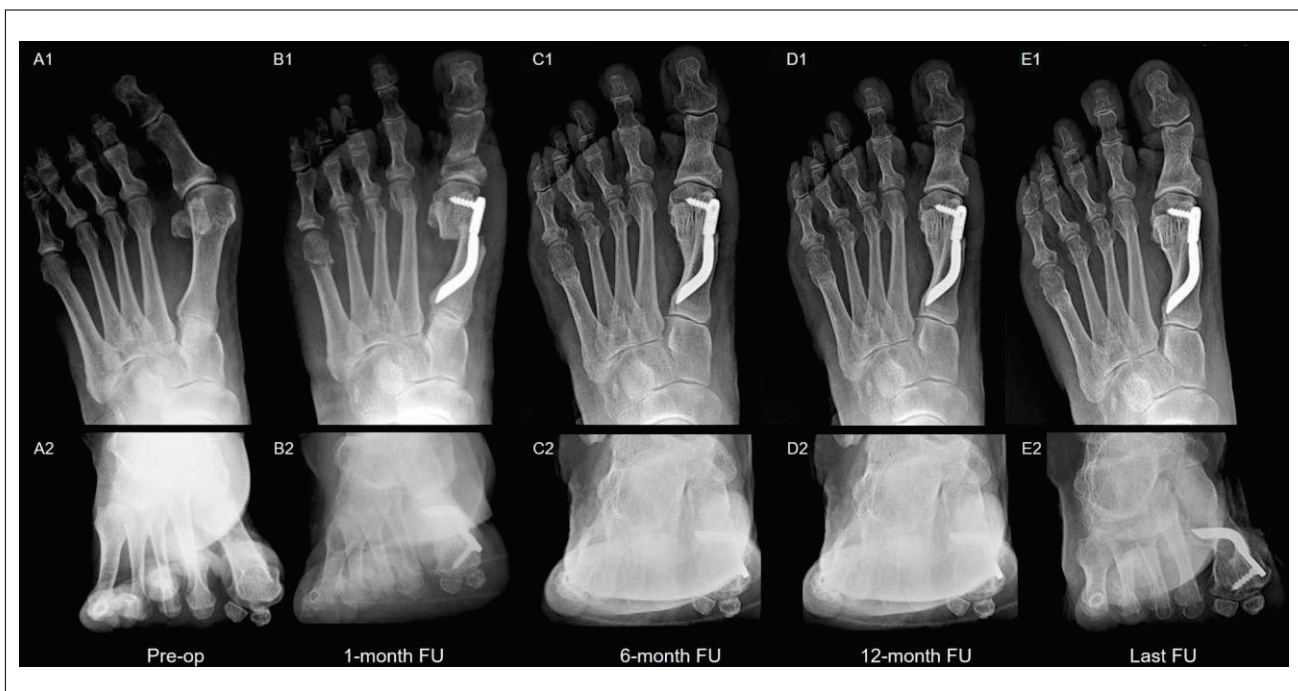 A1 B1 C1 D1 E1
A2 B2 C2 D2 E2
Pre-op 1-month FU 6-month FU 12-month FU Last FU